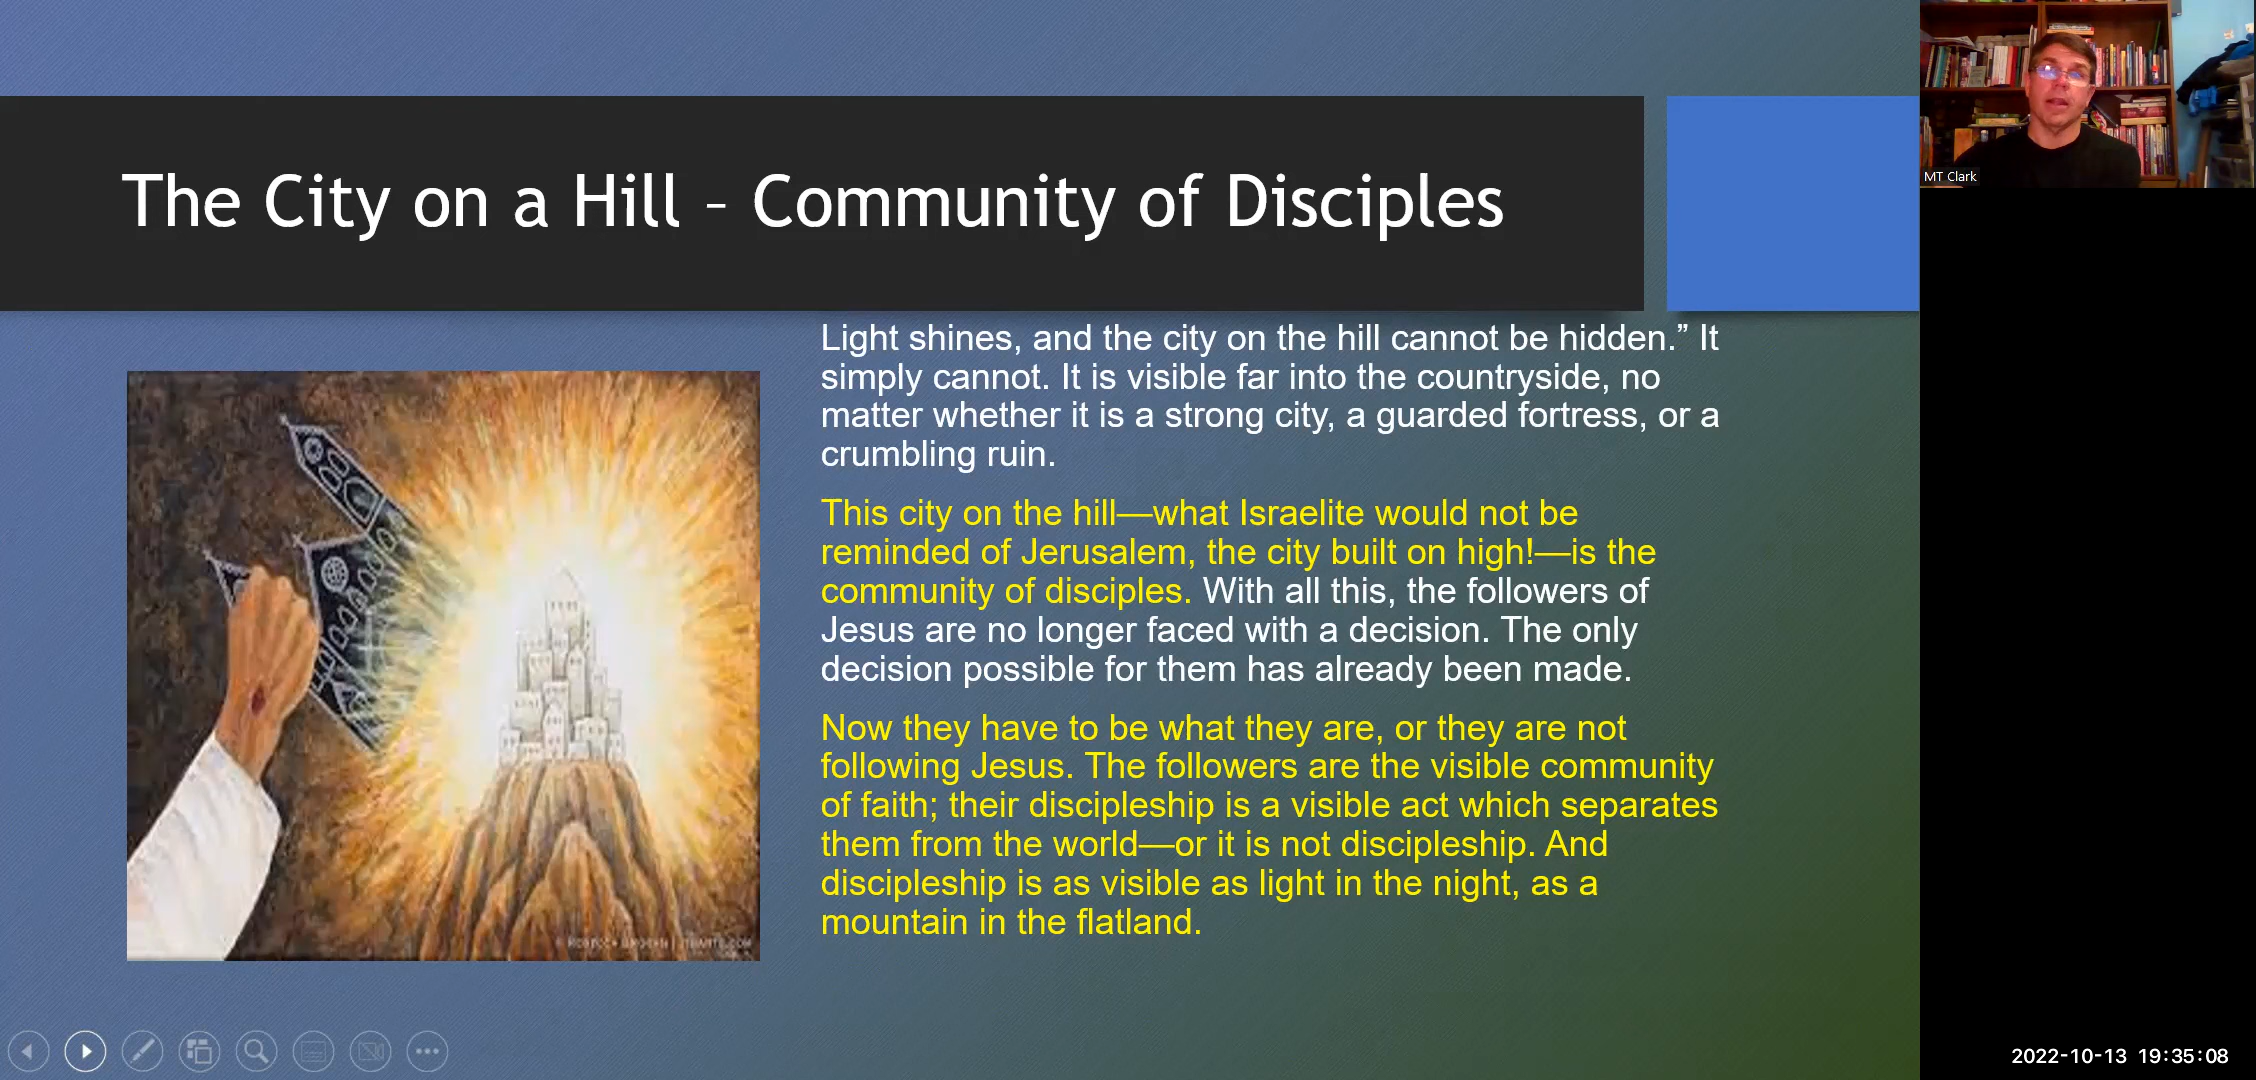 The City on a Hill – Community of Disciples
MT Clark
Light shines, and the city on the hill cannot be hidden.” It
simply cannot. It is visible far into the countryside, no
matter whether it is a strong city, a guarded fortress, or a
crumbling ruin.
This city on the hill—what Israelite would not be
reminded of Jerusalem, the city built on high!—is the
community of disciples. With all this, the followers of
Jesus are no longer faced with a decision. The only
decision possible for them has already been made.
Now they have to be what they are, or they are not
following Jesus. The followers are the visible community
of faith; their discipleship is a visible act which separates
them from the world—or it is not discipleship. And
discipleship is as visible as light in the night, as a
mountain in the flatland.
2022-10-13 19:35:08